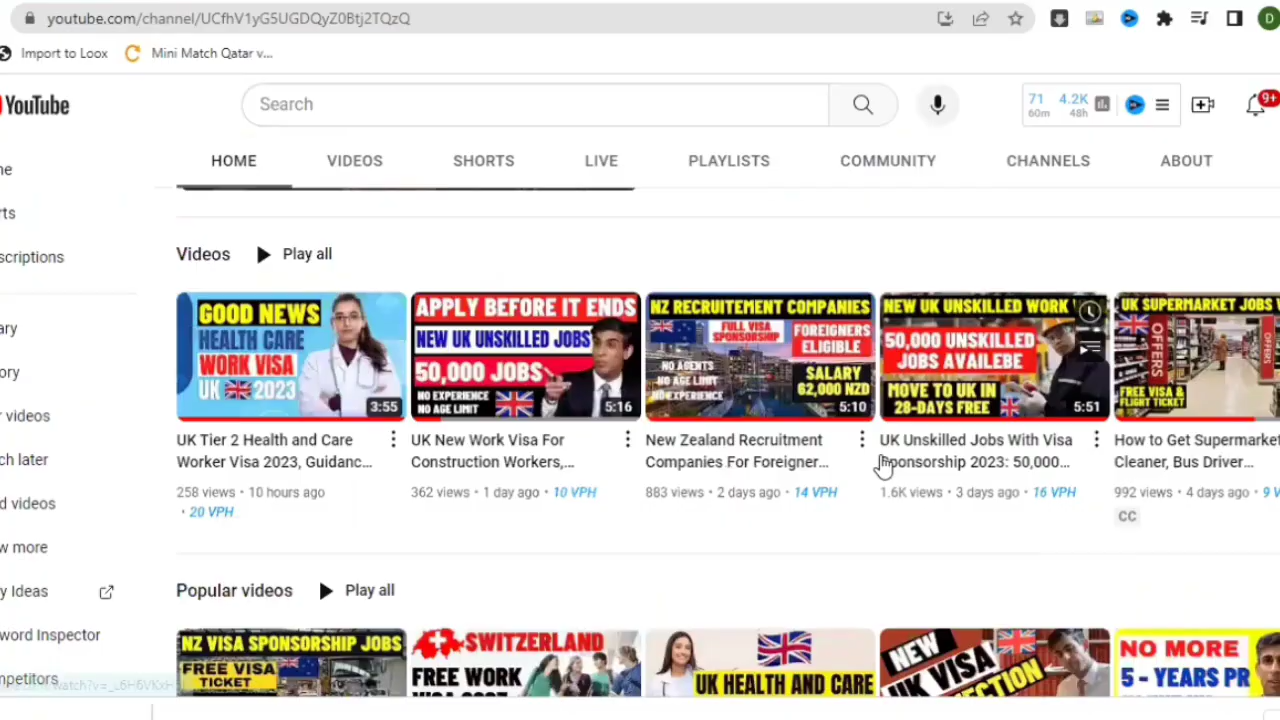 youtube.com/channel/UCfhV1yG5UGDQyZ0Btj2TQzQ
Import to Loox
Mini Match Qatar v...
YouTube
Search
71
60m
4.2K
48h
9+
D
HOME
VIDEOS
SHORTS
LIVE
PLAYLISTS
COMMUNITY
CHANNELS
ABOUT
ne
rts
scriptions
ary
ory
r videos
ch later
d videos
w more
y Ideas
word Inspector
mpetitors
Videos
Play all
GOOD NEWS
HEALTH CARE
WORK VISA
UK 2023
3:55
UK Tier 2 Health and Care
Worker Visa 2023, Guidanc...
258 views • 10 hours ago
• 20 VPH
APPLY BEFORE IT ENDS
NEW UK UNSKILLED JOBS
50,000 JOBS
NO EXPERIENCE
NO AGE LIMIT
5:16
UK New Work Visa For
Construction Workers,...
362 views • 1 day ago • 10 VPH
NZ RECRUITEMENT COMPANIES
FULL VISA
SPONSORSHIP
FOREIGNERS
ELIGIBLE
NO AGENTS
NO AGE LIMIT
NO EXPERIENCE
SALARY
62,000 NZD
5:10
New Zealand Recruitment
Companies For Foreigner...
883 views • 2 days ago • 14 VPH
NEW UK UNSKILLED WORK
50,000 UNSKILLED
JOBS AVAILEBE
MOVE TO UK IN
28-DAYS FREE
5:51
UK Unskilled Jobs With Visa
Sponsorship 2023: 50,000...
1.6K views • 3 days ago • 16 VPH
UK SUPERMARKET JOBS
OFFERS
OFFERS
FREE VISA &
FLIGHT TICKET
How to Get Supermarket
Cleaner, Bus Driver...
992 views • 4 days ago • 9 V
CC
Popular videos
Play all
NZ VISA SPONSORSHIP JOBS
FREE VISA
TICKET
SWITZERLAND
FREE WORK
UK HEALTH AND CARE
NEW
UK VISA
NO MORE
5 - YEARS PR